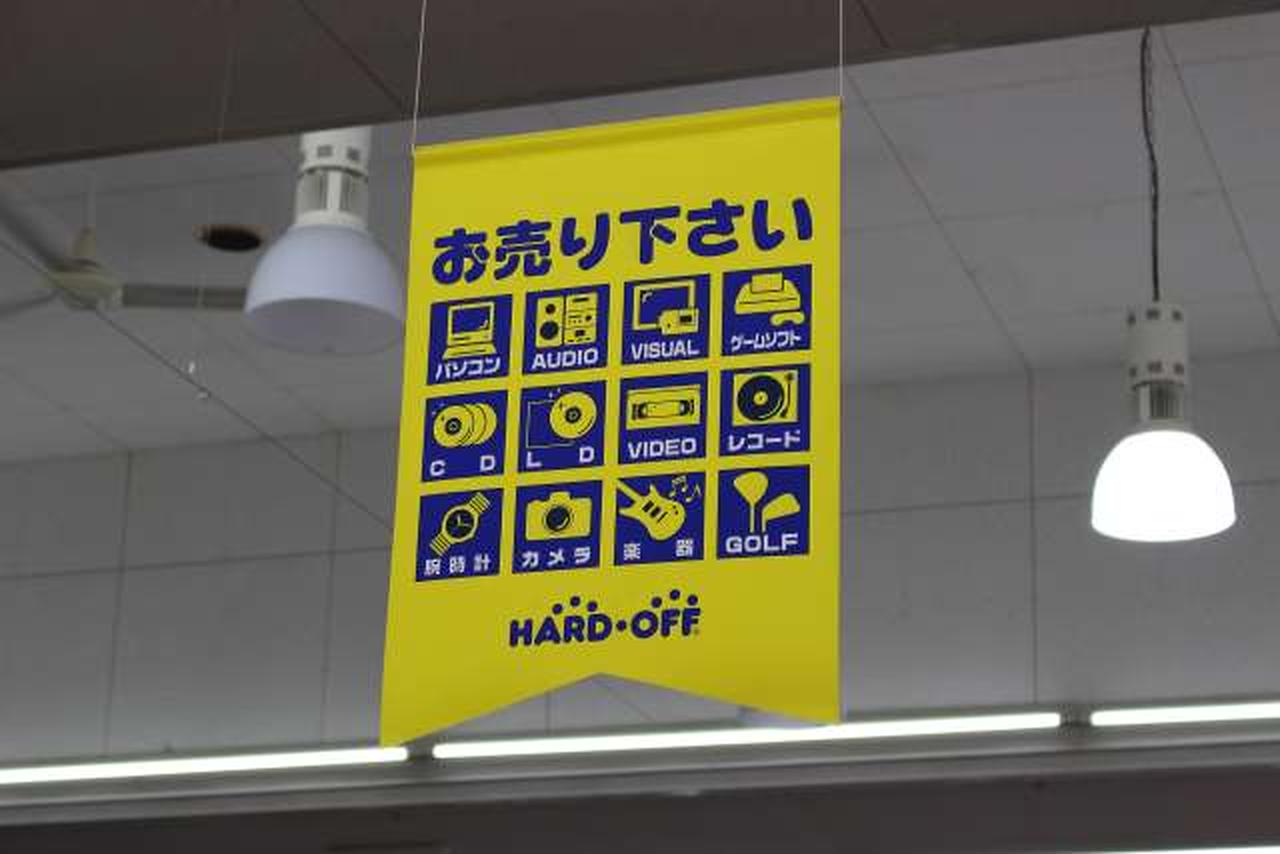 お売り下さい
パソコン AUDIO VISUAL ゲームソフト
CD LD VIDEO レコード
腕時計 カメラ 楽器 GOLF
HARD・OFF